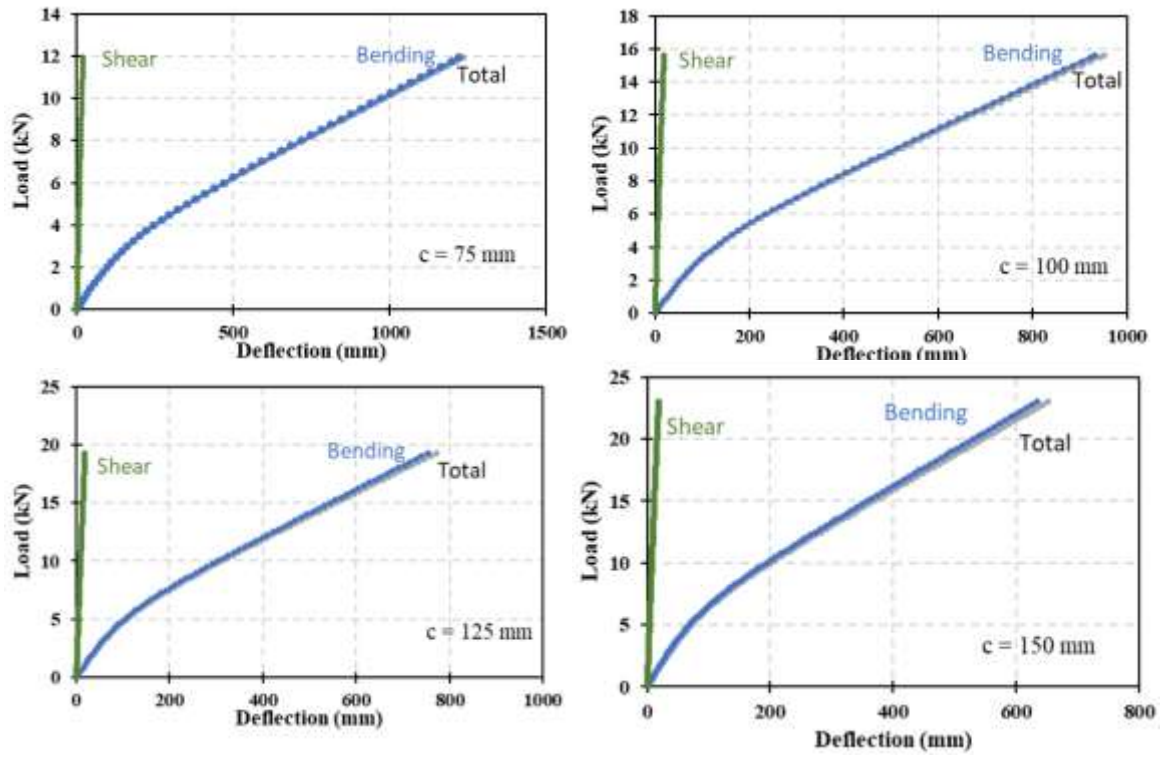 14
12
10
8
6
4
2
0
Load (kN)
Shear
Bending
Total
c = 75 mm
0
500
1000
1500
Deflection (mm)
18
16
14
12
10
8
6
4
2
0
Load (kN)
Shear
Bending
Total
c = 100 mm
0
200
400
600
800
1000
Deflection (mm)
25
20
15
10
5
0
Load (kN)
Shear
Bending
Total
c = 125 mm
0
200
400
600
800
1000
Deflection (mm)
25
20
15
10
5
0
Load (kN)
Shear
Bending
Total
c = 150 mm
0
200
400
600
800
Deflection (mm)